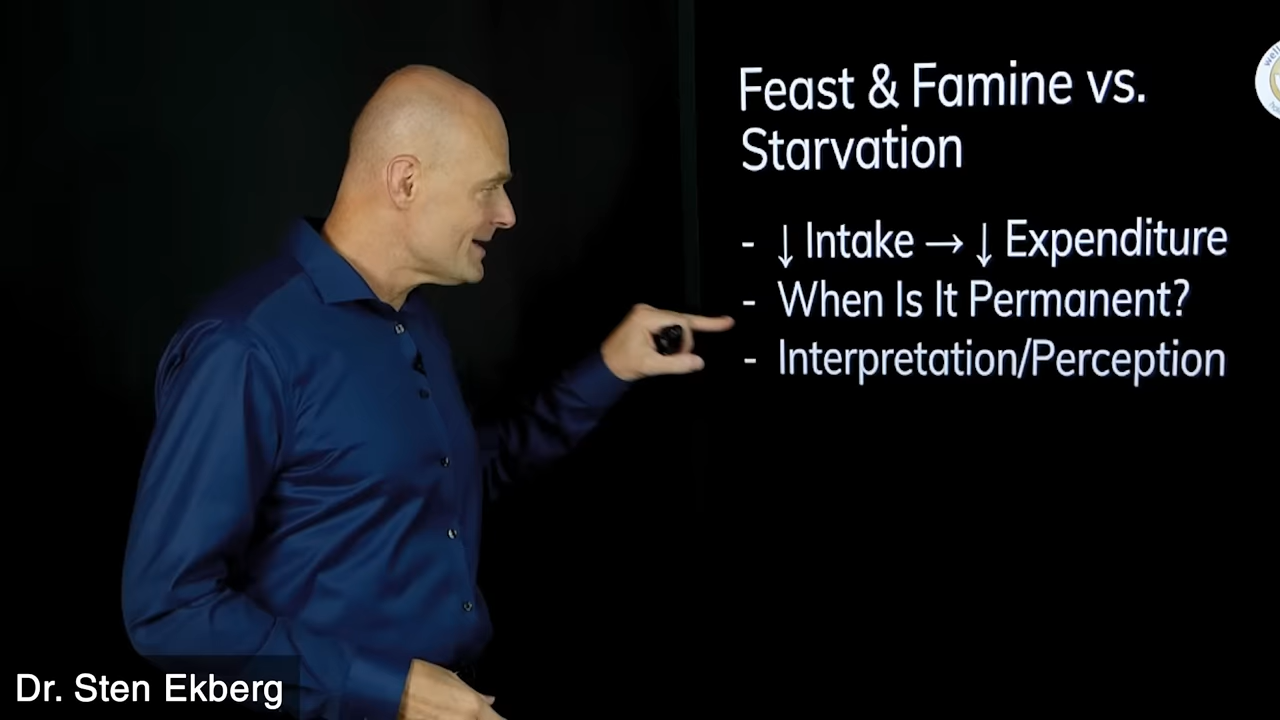 Feast & Famine vs.
Starvation
- ↓ Intake → ↓ Expenditure
- When Is It Permanent?
- Interpretation/Perception
Dr. Sten Ekberg